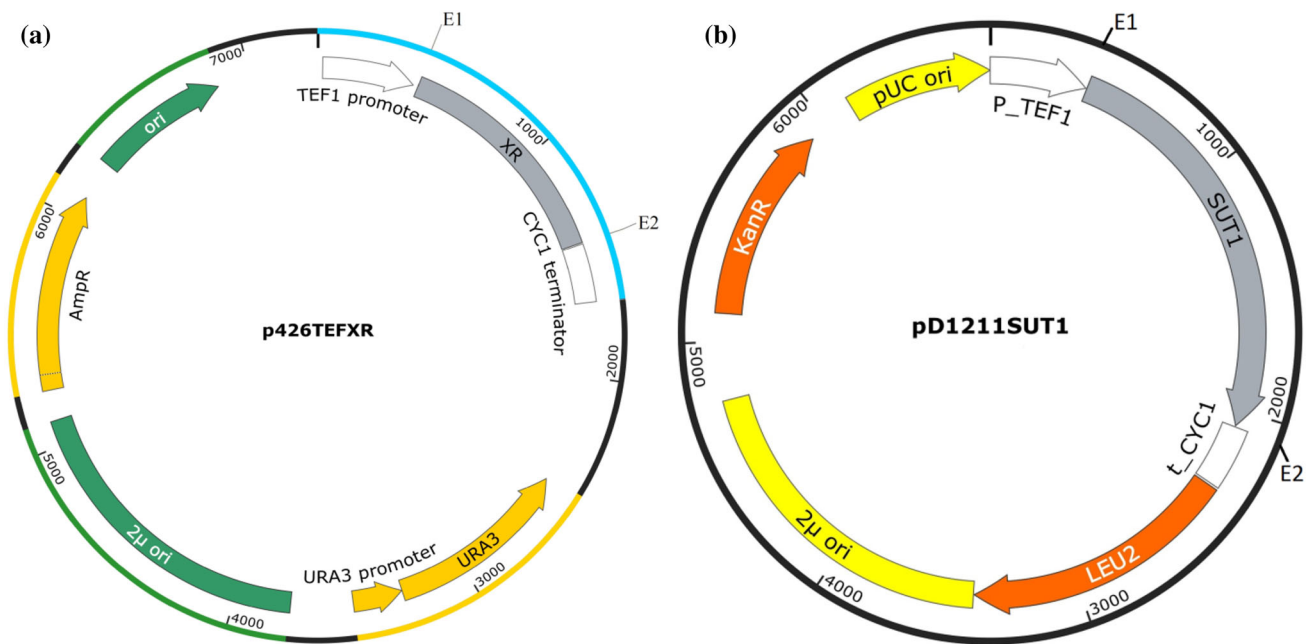 (a)
E1
7000
TEF1 promoter
ori
1000
XR
E2
6000
CYC1 terminator
AmpR
p426TEFXR
2000
5000
2μ ori
URA3 promoter
URA3
3000
4000
(b)
E1
pUC ori
P_TEF1
6000
1000
KanR
SUT1
pD1211SUT1
5000
2000
t_CYC1
E2
2μ ori
LEU2
4000
3000